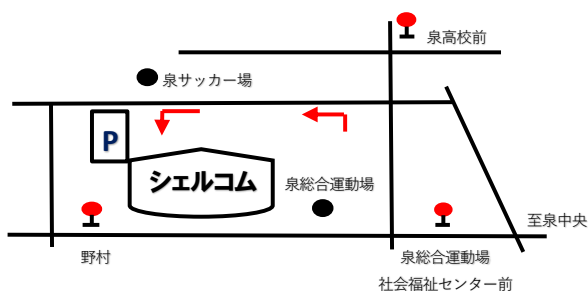 泉高校前
泉サッカー場
P
シェルコム
泉総合運動場
至泉中央
野村
泉総合運動場
社会福祉センター前